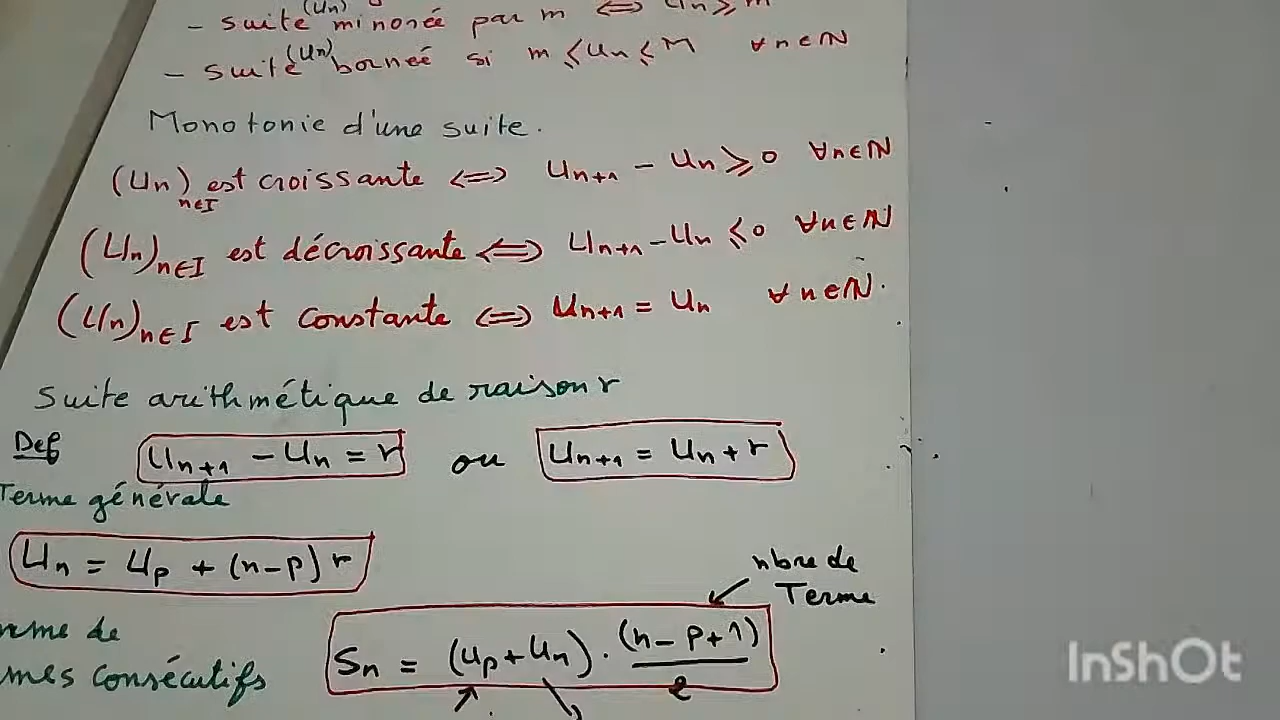 - suite (Un) minorée par m ⇔ Un ≥ m
- suite (Un) bornée si m ≤ Un ≤ M ∀n∈ℕ
Monotonie d'une suite.
(Un)n∈I est croissante ⇔ Un+1 - Un ≥ 0 ∀n∈ℕ
(Un)n∈I est décroissante ⇔ Un+1 - Un ≤ 0 ∀n∈ℕ
(Un)n∈I est constante ⇔ Un+1 = Un ∀n∈ℕ.
Suite arithmétique de raison r
Def Un+1 - Un = r ou Un+1 = Un + r
Terme générale
Un = Up + (n-p) r
nbre de
Terme
de
consécutifs
Sn = (Up + Un) . (n-p+1)
2
InShOt